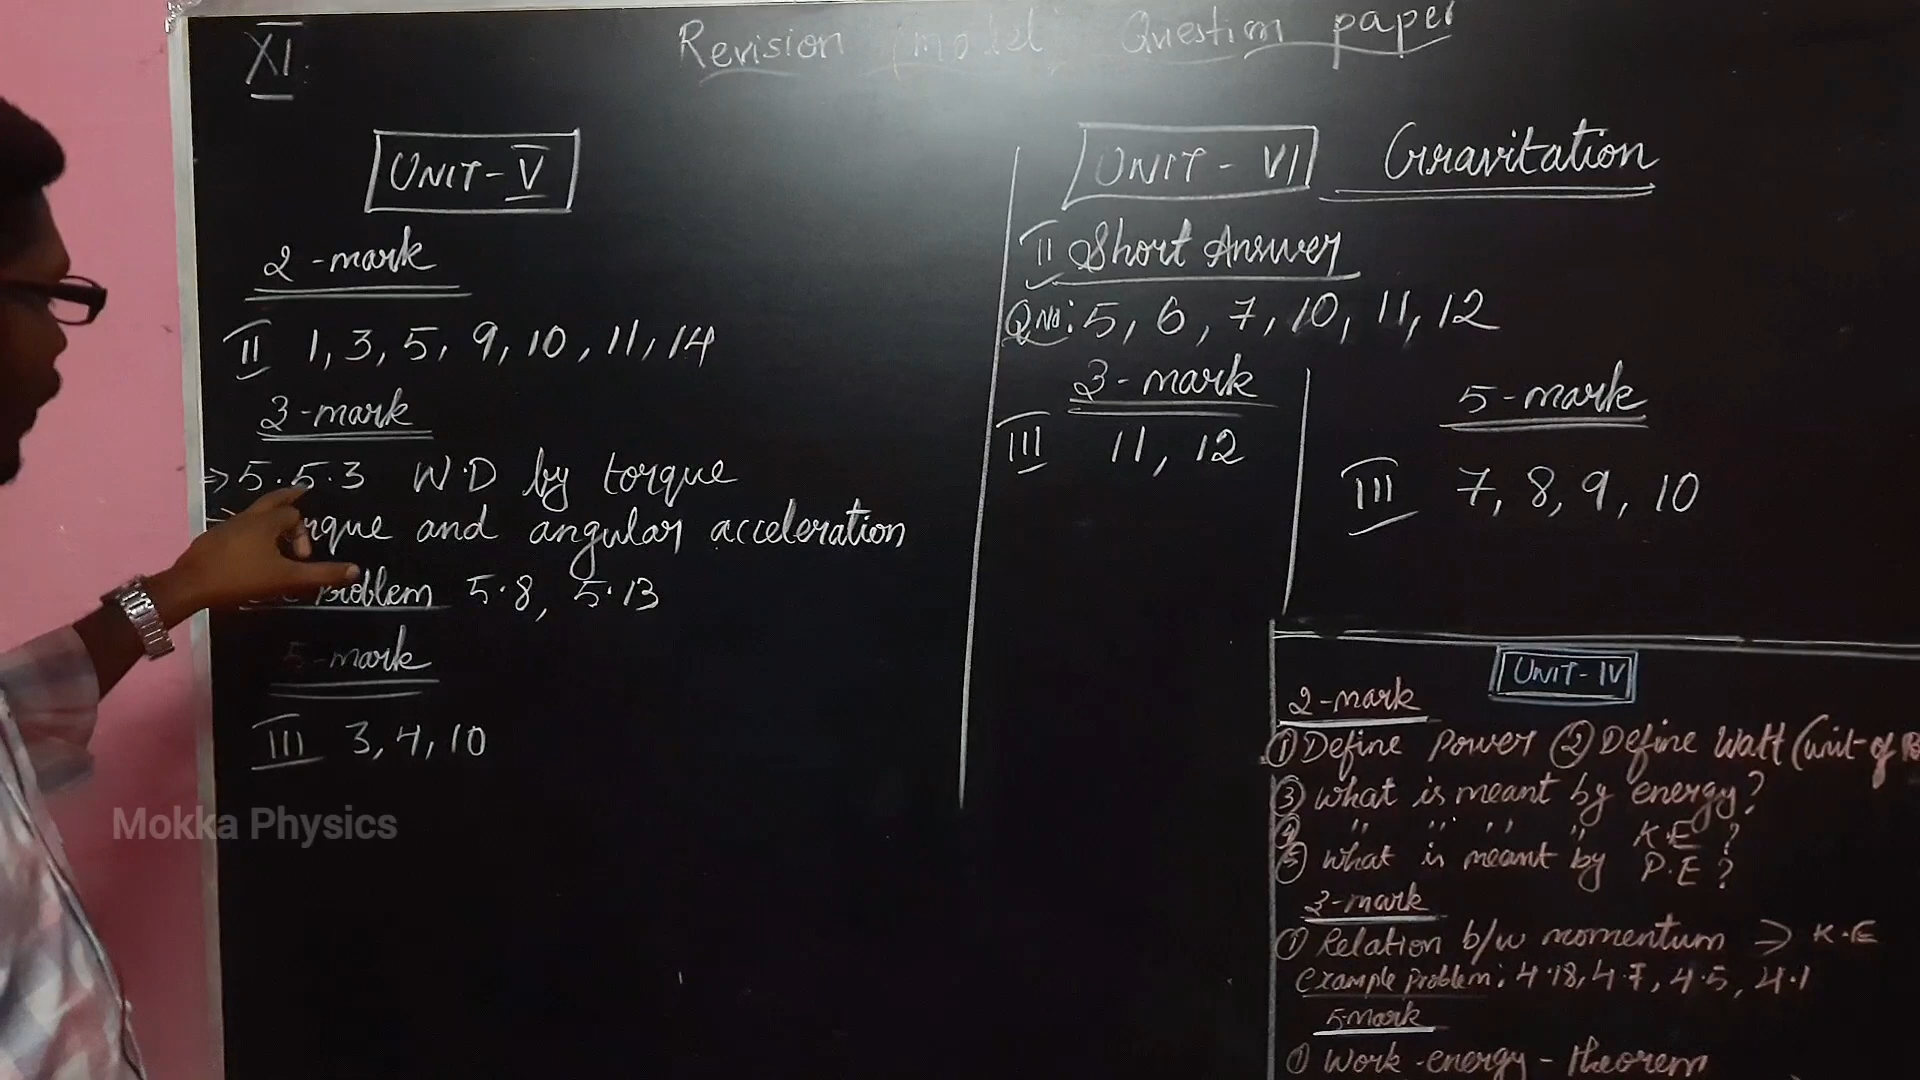 XI
Revision (model) Question paper
UNIT - V
2 -mark
II 1, 3, 5, 9, 10, 11, 14
3-mark
⇒ 5.5.3 W.D by torque
and angular acceleration
5.8, 5.13
5-mark
III 3, 4, 10
UNIT - VI Gravitation
II Short Answer
QNo: 5, 6, 7, 10, 11, 12
3-mark
III 11, 12
5-mark
III 7, 8, 9, 10
UNIT-IV
2-mark
① Define Power ② Define Watt (unit of
③ what is meant by energy?
④ " " " " K.E ?
⑤ what is meant by P.E ?
3-mark
① Relation b/w momentum → K.E
Example problem: 4.18, 4.7, 4.5, 4.1
5-Mark
① Work-energy-theorem
Mokka Physics